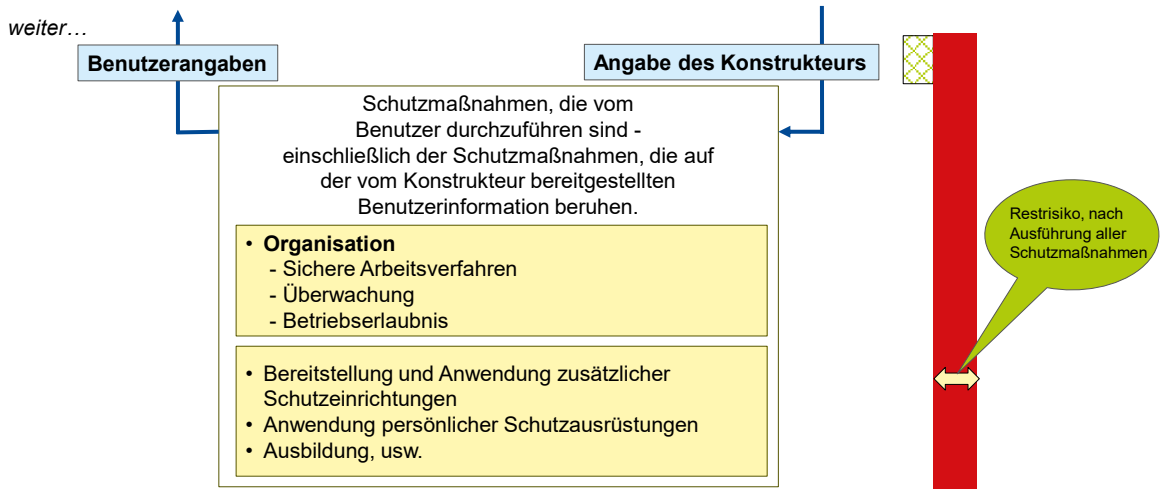 weiter…
Benutzerangaben
Angabe des Konstrukteurs
Schutzmaßnahmen, die vom
Benutzer durchzuführen sind -
einschließlich der Schutzmaßnahmen, die auf
der vom Konstrukteur bereitgestellten
Benutzerinformation beruhen.
• Organisation
- Sichere Arbeitsverfahren
- Überwachung
- Betriebserlaubnis
• Bereitstellung und Anwendung zusätzlicher
Schutzeinrichtungen
• Anwendung persönlicher Schutzausrüstungen
• Ausbildung, usw.
Restrisiko, nach
Ausführung aller
Schutzmaßnahmen